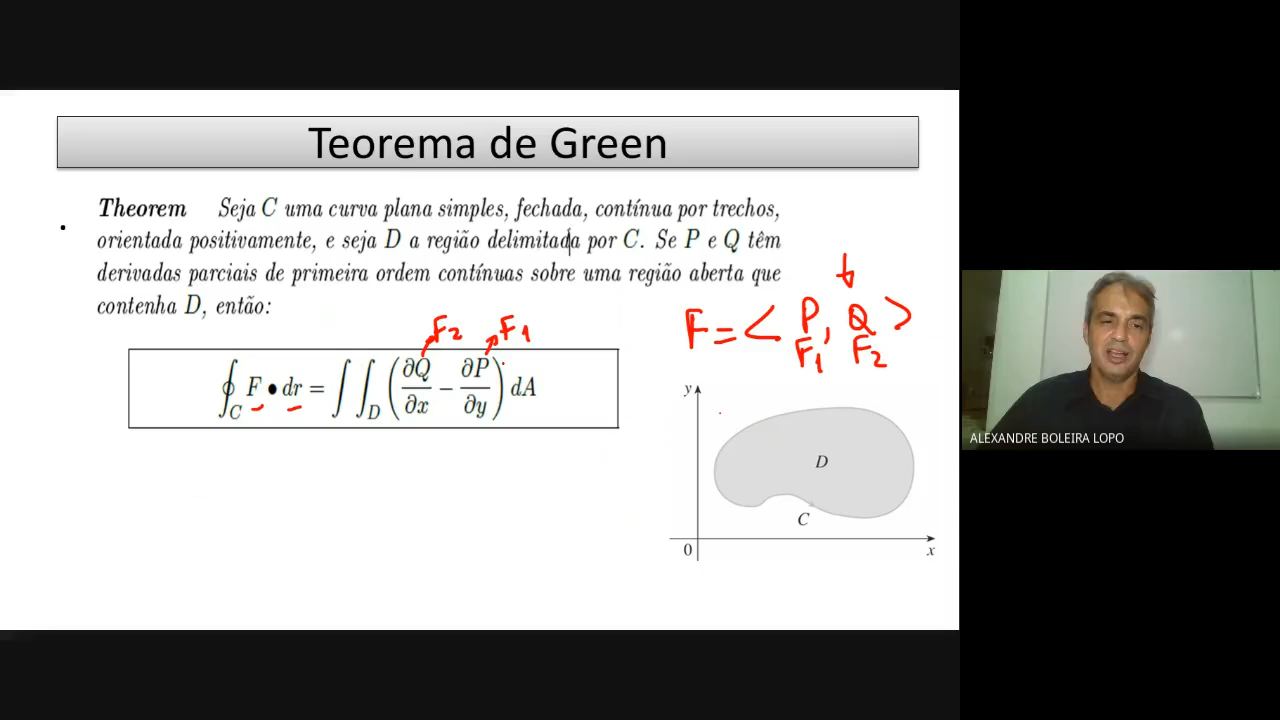 Teorema de Green
Theorem Seja C uma curva plana simples, fechada, contínua por trechos,
orientada positivamente, e seja D a região delimitada por C. Se P e Q têm
derivadas parciais de primeira ordem contínuas sobre uma região aberta que
contenha D, então:
F2 F1
∮_C F • dr = ∫∫_D (∂Q/∂x − ∂P/∂y) dA
F = < P, Q >
F1 F2
y
D
C
0
x
ALEXANDRE BOLEIRA LOPO